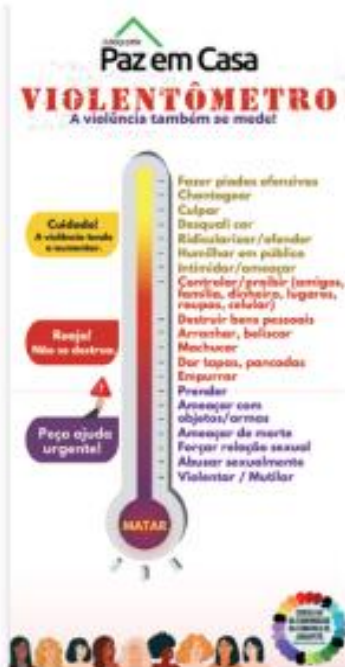 Paz em Casa
VIOLENTÔMETRO
A violência também se mede!
Cuidado!
A violência tende
a aumentar.
Reaja!
Não se destrua.
Peça ajuda
urgente!
Fazer piadas ofensivas
Chantagear
Culpar
Desquali car
Ridicularizar/ofender
Humilhar em público
Intimidar/ameaçar
Controlar/proibir (amigos,
família, dinheiro, lugares,
roupas, celular)
Destruir bens pessoais
Arranhar, beliscar
Machucar
Dar tapas, pancadas
Empurrar
Prender
Ameaçar com
objetos/armas
Ameaçar de morte
Forçar relação sexual
Abusar sexualmente
Violentar / Mutilar
MATAR